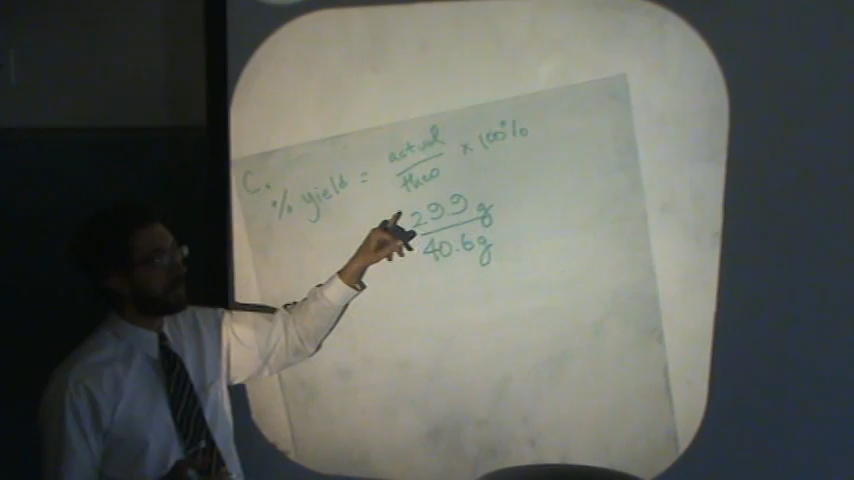 C.
% yield = actual / theo × 100%
29.9 g / 40.6 g